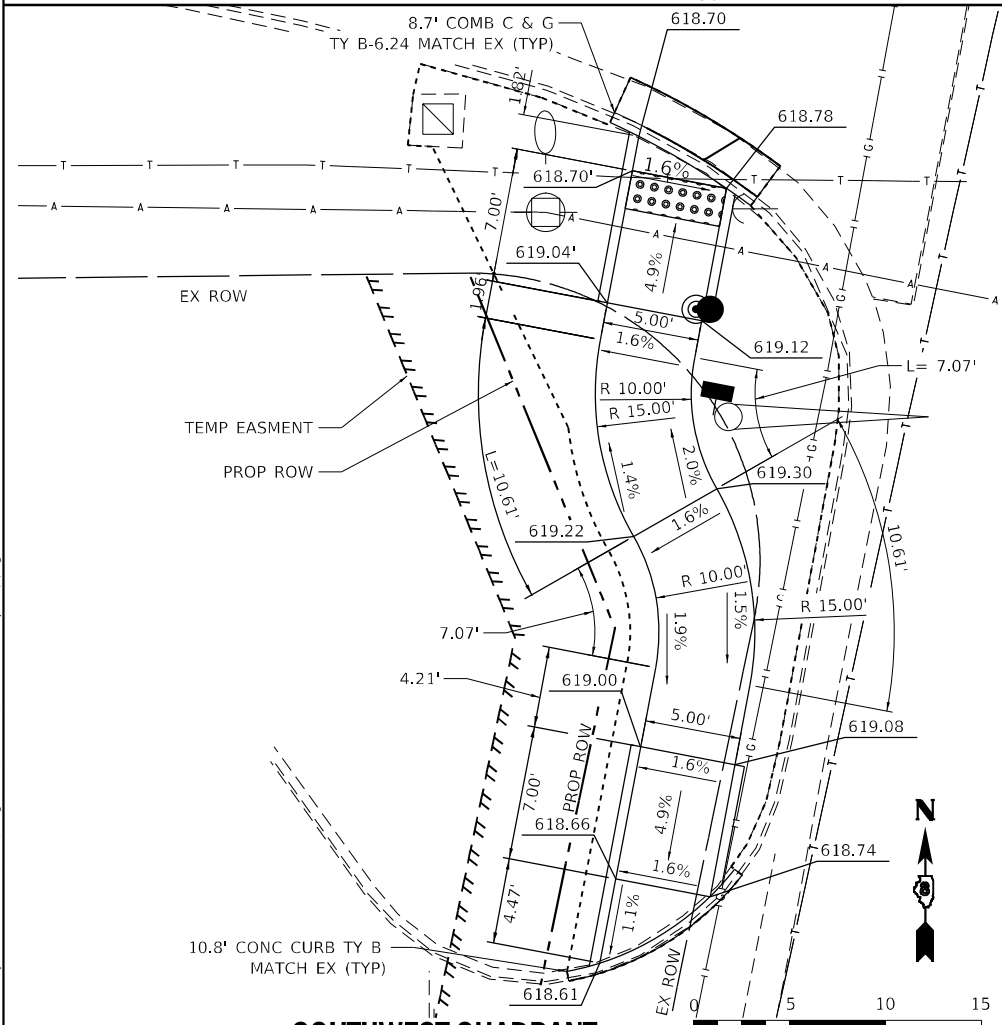 8.7' COMB C & G
TY B-6.24 MATCH EX (TYP)
618.70
1.82'
618.78
T T T T T T T T T
1.6%
618.70'
7.00'
A A A A A A A A A
619.04'
4.9%
EX ROW
1.96
5.00'
1.6%
619.12
L= 7.07'
R 10.00'
R 15.00'
TEMP EASMENT
PROP ROW
L=10.61'
1.4%
2.0%
619.30
619.22
1.6%
10.61'
R 10.00'
1.5%
R 15.00'
7.07'
1.9%
4.21'
619.00
5.00'
619.08
PROP ROW
1.6%
7.00'
4.9%
618.66
1.6%
618.74
N
8
4.47'
1.1%
10.8' CONC CURB TY B
MATCH EX (TYP)
618.61
EX ROW
0 5 10 15
SOUTHWEST QUADRANT